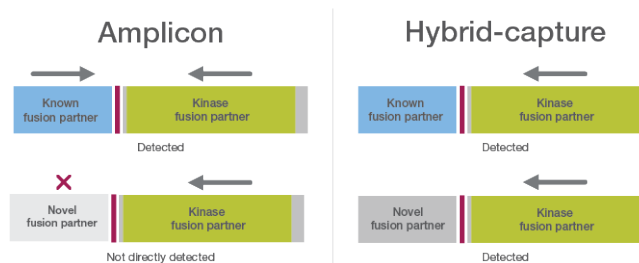 Amplicon
Known
fusion partner
Kinase
fusion partner
Detected
Novel
fusion partner
Kinase
fusion partner
Not directly detected
Hybrid-capture
Known
fusion partner
Kinase
fusion partner
Detected
Novel
fusion partner
Kinase
fusion partner
Detected